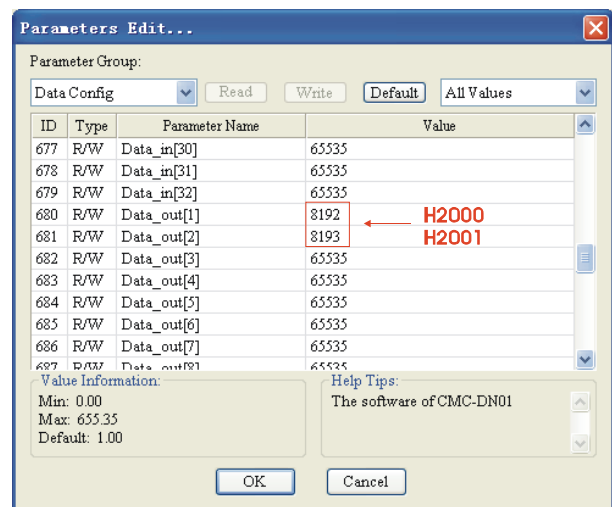 Parameters Edit...
Parameter Group:
Data Config Read Write Default All Values
ID Type Parameter Name Value
677 R/W Data_in[30] 65535
678 R/W Data_in[31] 65535
679 R/W Data_in[32] 65535
680 R/W Data_out[1] 8192 H2000
681 R/W Data_out[2] 8193 H2001
682 R/W Data_out[3] 65535
683 R/W Data_out[4] 65535
684 R/W Data_out[5] 65535
685 R/W Data_out[6] 65535
686 R/W Data_out[7] 65535
687 R/W Data_out[8] 65535
Value Information: Help Tips:
Min: 0.00 The software of CMC-DN01
Max: 655.35
Default: 1.00
OK Cancel